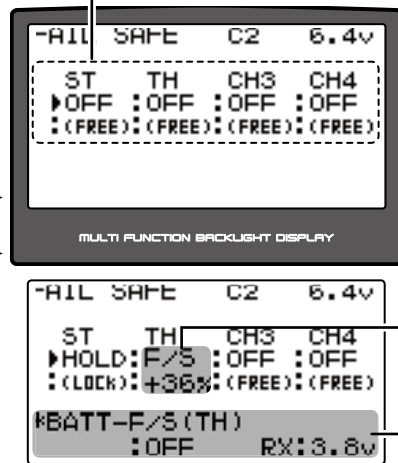 -AIL SAFE C2 6.4v
ST TH CH3 CH4
▶OFF :OFF :OFF :OFF
:(FREE):(FREE):(FREE):(FREE)
MULTI FUNCTION BACKLIGHT DISPLAY
-AIL SAFE C2 6.4v
ST TH CH3 CH4
▶HOLD:F/S :OFF :OFF
:(LOCK):+36%:(FREE):(FREE)
*BATT-F/S(TH)
:OFF RX:3.8v